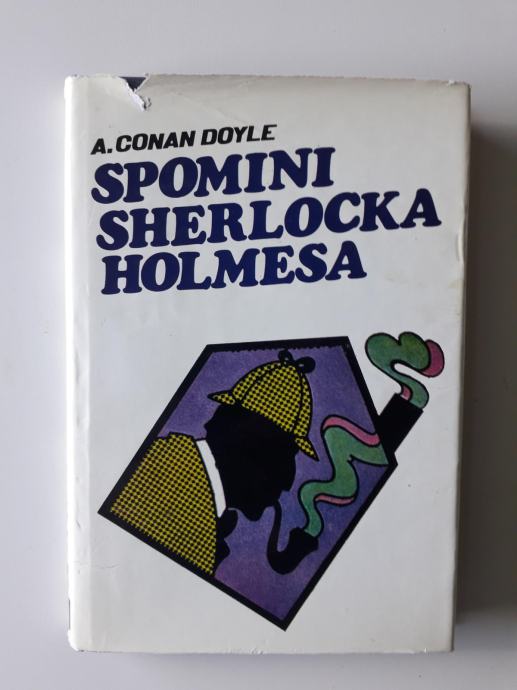 A. CONAN DOYLE
SPOMINI
SHERLOCKA
HOLMESA